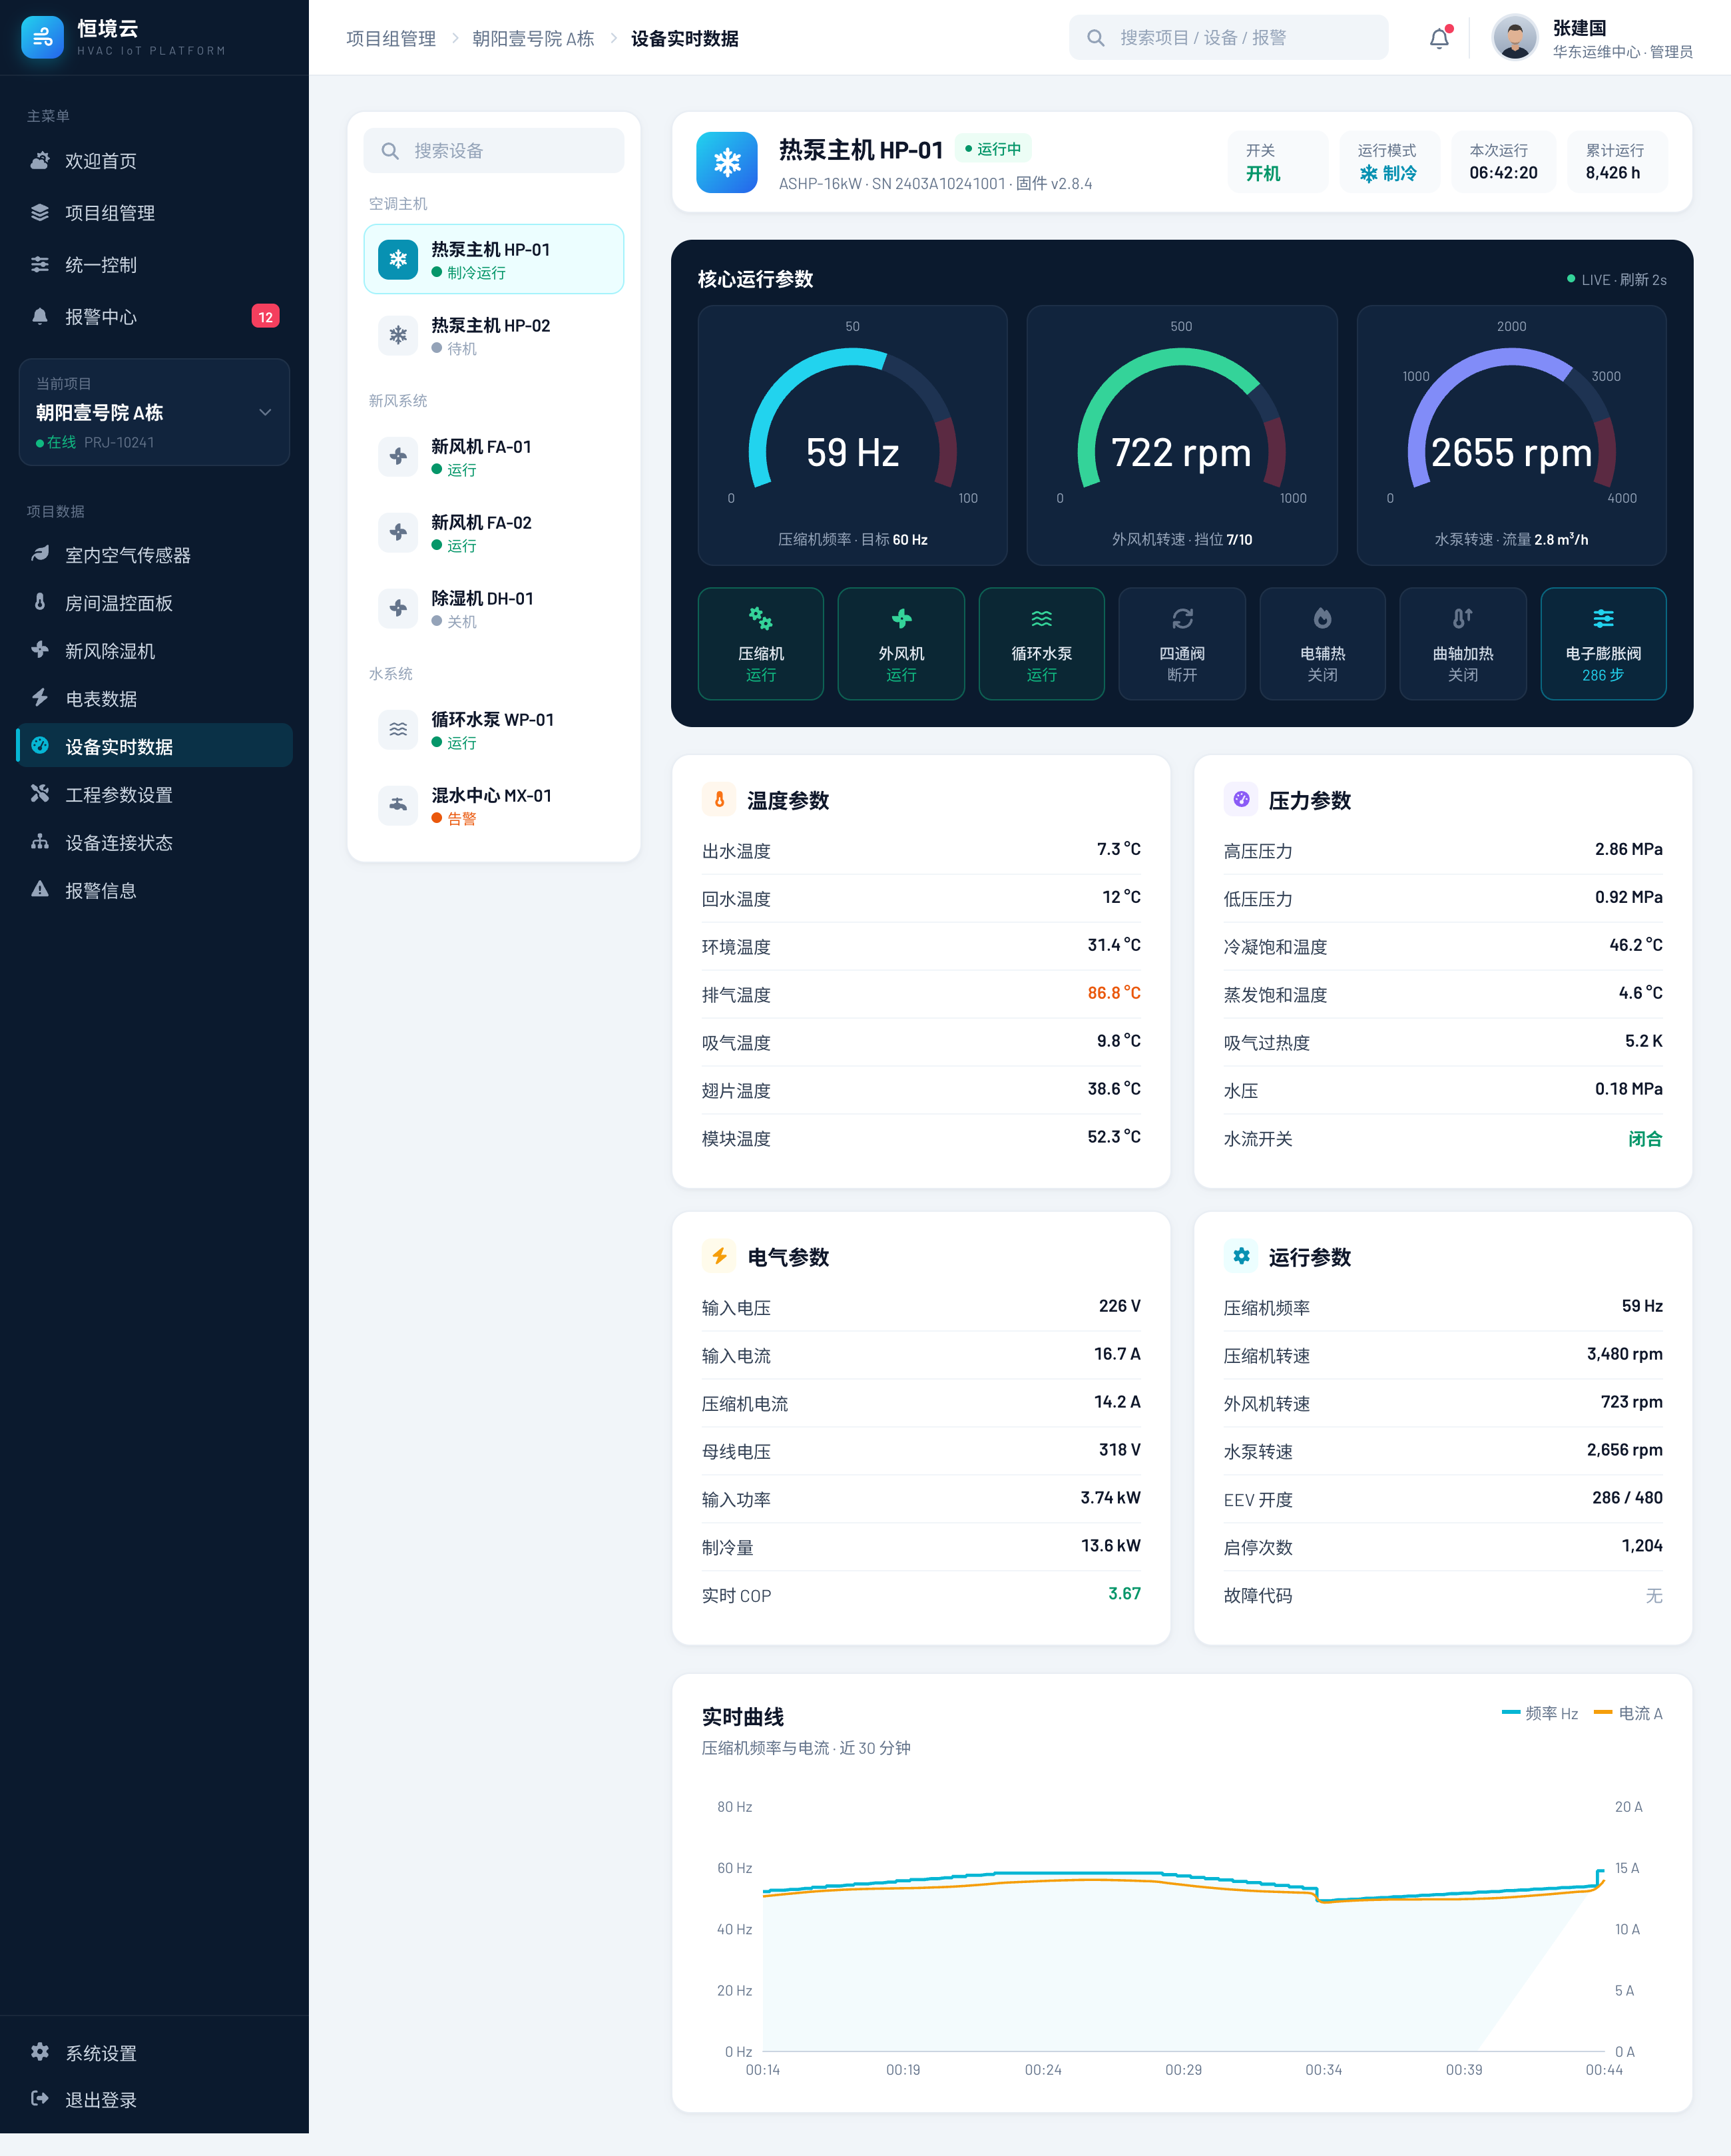 恒境云
HVAC IoT PLATFORM
主菜单
欢迎首页
项目组管理
统一控制
报警中心 12
当前项目
朝阳壹号院 A栋
在线 PRJ-10241
项目数据
室内空气传感器
房间温控面板
新风除湿机
电表数据
设备实时数据
工程参数设置
设备连接状态
报警信息
系统设置
退出登录
项目组管理 朝阳壹号院 A栋 设备实时数据
搜索项目 / 设备 / 报警
张建国
华东运维中心 · 管理员
搜索设备
空调主机
热泵主机 HP-01
制冷运行
热泵主机 HP-02
待机
新风系统
新风机 FA-01
运行
新风机 FA-02
运行
除湿机 DH-01
关机
水系统
循环水泵 WP-01
运行
混水中心 MX-01
告警
热泵主机 HP-01 运行中
ASHP-16kW · SN 2403A10241001 · 固件 v2.8.4
开关
开机
运行模式
制冷
本次运行
06:42:20
累计运行
8,426 h
核心运行参数
LIVE · 刷新 2s
50
59 Hz
0 100
压缩机频率 · 目标 60 Hz
500
722 rpm
0 1000
外风机转速 · 挡位 7/10
2000
1000 3000
2655 rpm
0 4000
水泵转速 · 流量 2.8 m³/h
压缩机
运行
外风机
运行
循环水泵
运行
四通阀
断开
电辅热
关闭
曲轴加热
关闭
电子膨胀阀
286 步
温度参数
出水温度 7.3 °C
回水温度 12 °C
环境温度 31.4 °C
排气温度 86.8 °C
吸气温度 9.8 °C
翅片温度 38.6 °C
模块温度 52.3 °C
压力参数
高压压力 2.86 MPa
低压压力 0.92 MPa
冷凝饱和温度 46.2 °C
蒸发饱和温度 4.6 °C
吸气过热度 5.2 K
水压 0.18 MPa
水流开关 闭合
电气参数
输入电压 226 V
输入电流 16.7 A
压缩机电流 14.2 A
母线电压 318 V
输入功率 3.74 kW
制冷量 13.6 kW
实时 COP 3.67
运行参数
压缩机频率 59 Hz
压缩机转速 3,480 rpm
外风机转速 723 rpm
水泵转速 2,656 rpm
EEV 开度 286 / 480
启停次数 1,204
故障代码 无
实时曲线
压缩机频率与电流 · 近 30 分钟
频率 Hz 电流 A
80 Hz 20 A
60 Hz 15 A
40 Hz 10 A
20 Hz 5 A
0 Hz 0 A
00:14 00:19 00:24 00:29 00:34 00:39 00:44